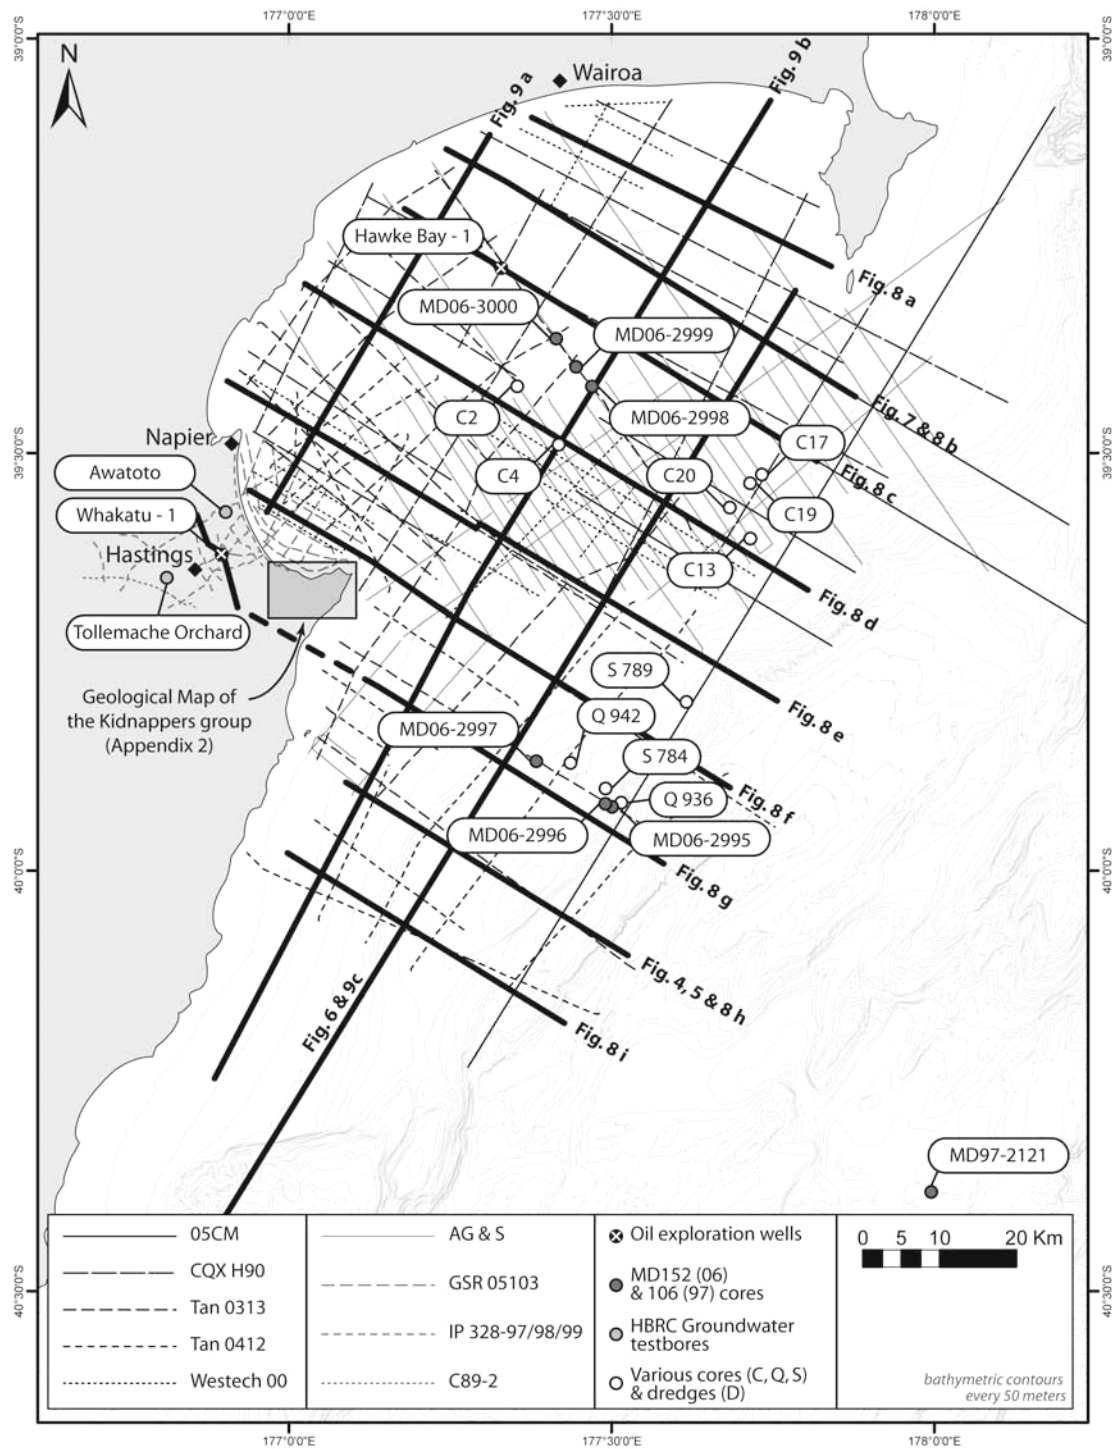 177°0'0"E
177°30'0"E
178°0'0"E
39°0'0"S
39°0'0"S
N
Wairoa
Fig. 9 a
Fig. 9 b
Hawke Bay - 1
MD06-3000
MD06-2999
Fig. 8 a
C2
MD06-2998
C17
Fig. 7 & 8 b
Napier
39°30'0"S
39°30'0"S
Awatoto
C4
C20
Fig. 8 c
Whakatu - 1
C19
Hastings
C13
Tollemache Orchard
Fig. 8 d
Geological Map of
the Kidnappers group
(Appendix 2)
S 789
Q 942
MD06-2997
Fig. 8 e
S 784
Q 936
Fig. 8 f
MD06-2996
MD06-2995
40°0'0"S
40°0'0"S
Fig. 8 g
Fig. 4, 5 & 8 h
Fig. 6 & 9c
Fig. 8 i
MD97-2121
05CM
CQX H90
Tan 0313
Tan 0412
Westech 00
AG & S
GSR 05103
IP 328-97/98/99
C89-2
Oil exploration wells
MD152 (06)
& 106 (97) cores
HBRC Groundwater
testbores
Various cores (C, Q, S)
& dredges (D)
0 5 10 20 Km
bathymetric contours
every 50 meters
40°30'0"S
40°30'0"S
177°0'0"E
177°30'0"E
178°0'0"E